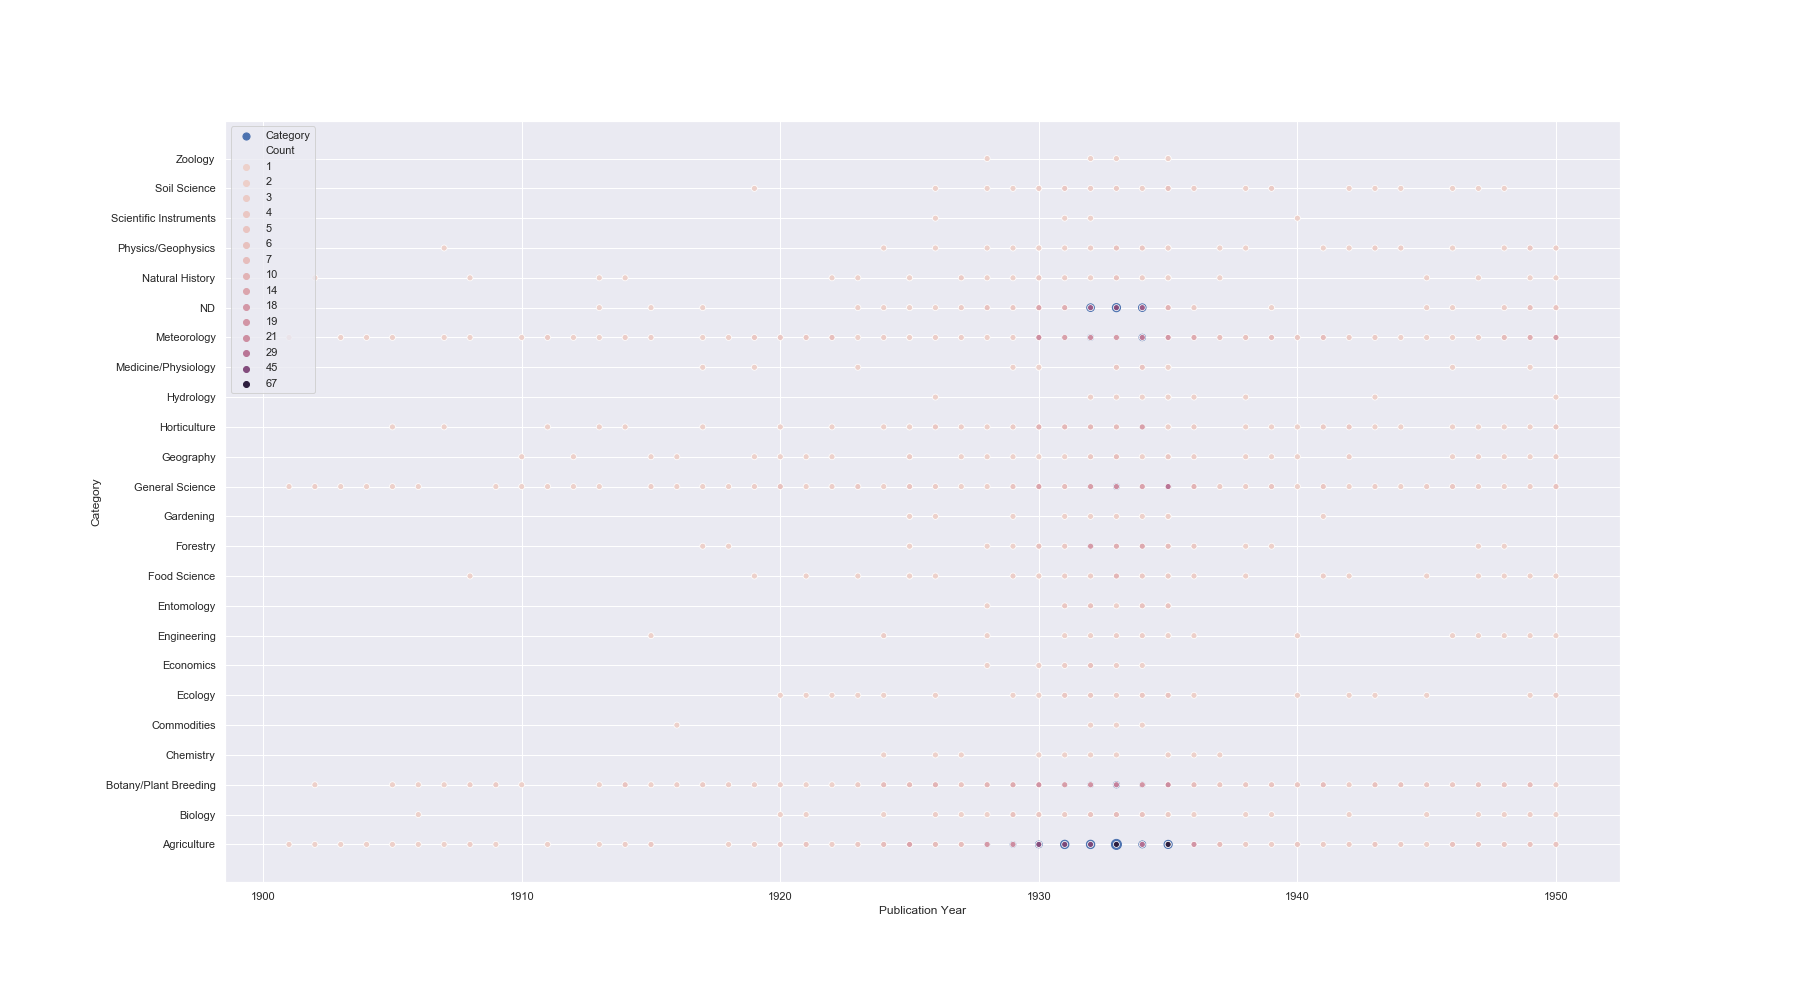 Category
Count
1
2
3
4
5
6
7
10
14
18
19
21
29
45
67
Zoology
Soil Science
Scientific Instruments
Physics/Geophysics
Natural History
ND
Meteorology
Medicine/Physiology
Hydrology
Horticulture
Geography
General Science
Gardening
Forestry
Food Science
Entomology
Engineering
Economics
Ecology
Commodities
Chemistry
Botany/Plant Breeding
Biology
Agriculture
Category
1900 1910 1920 1930 1940 1950
Publication Year